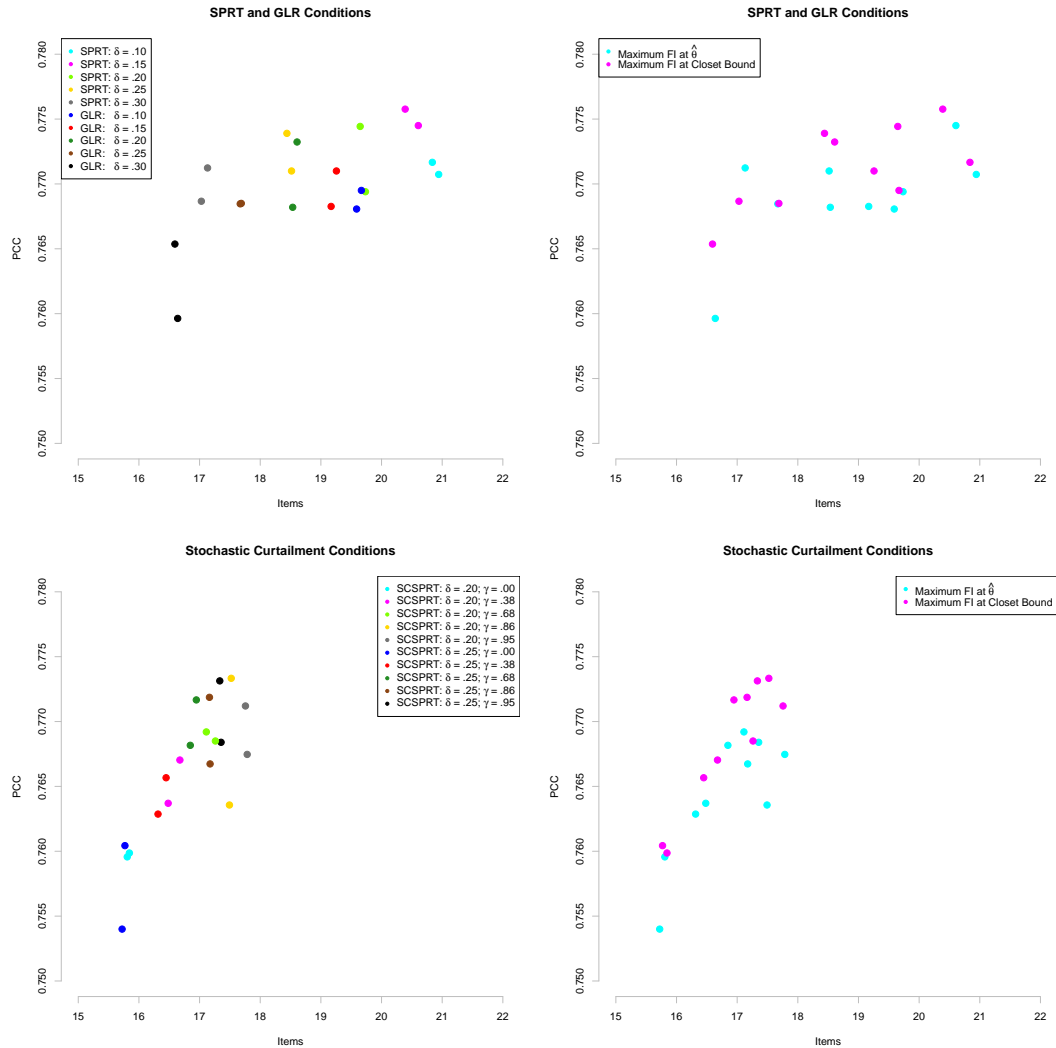 SPRT and GLR Conditions
SPRT: δ = .10
SPRT: δ = .15
SPRT: δ = .20
SPRT: δ = .25
SPRT: δ = .30
GLR: δ = .10
GLR: δ = .15
GLR: δ = .20
GLR: δ = .25
GLR: δ = .30
PCC
0.780
0.775
0.770
0.765
0.760
0.755
0.750
15 16 17 18 19 20 21 22
Items
SPRT and GLR Conditions
Maximum FI at θ̂
Maximum FI at Closet Bound
PCC
0.780
0.775
0.770
0.765
0.760
0.755
0.750
15 16 17 18 19 20 21 22
Items
Stochastic Curtailment Conditions
SCSPRT: δ = .20; γ = .00
SCSPRT: δ = .20; γ = .38
SCSPRT: δ = .20; γ = .68
SCSPRT: δ = .20; γ = .86
SCSPRT: δ = .20; γ = .95
SCSPRT: δ = .25; γ = .00
SCSPRT: δ = .25; γ = .38
SCSPRT: δ = .25; γ = .68
SCSPRT: δ = .25; γ = .86
SCSPRT: δ = .25; γ = .95
PCC
0.780
0.775
0.770
0.765
0.760
0.755
0.750
15 16 17 18 19 20 21 22
Items
Stochastic Curtailment Conditions
Maximum FI at θ̂
Maximum FI at Closet Bound
PCC
0.780
0.775
0.770
0.765
0.760
0.755
0.750
15 16 17 18 19 20 21 22
Items